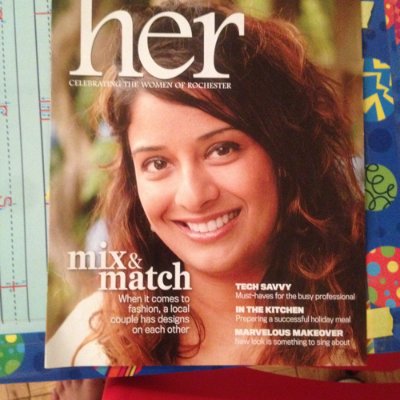 her
CELEBRATING THE WOMEN OF ROCHESTER
mix &
match
When it comes to
fashion, a local
couple has designs
on each other
TECH SAVVY
Must-haves for the busy professional
IN THE KITCHEN
Preparing a successful holiday meal
MARVELOUS MAKEOVER
New look is something to sing about